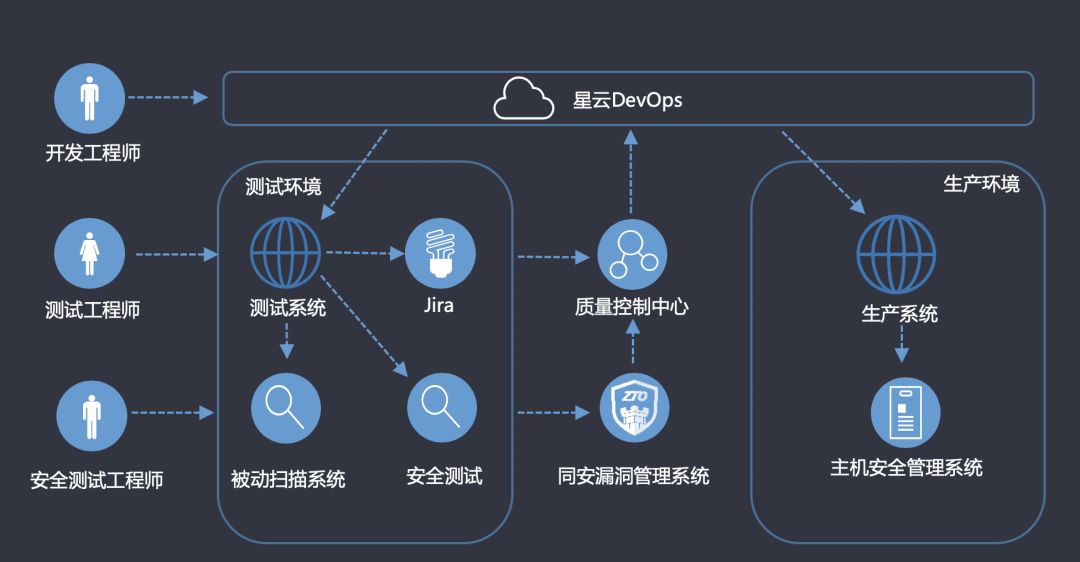 星云DevOps
开发工程师
测试环境
生产环境
测试工程师
测试系统
Jira
质量控制中心
生产系统
ZTO
安全测试工程师
被动扫描系统
安全测试
同安漏洞管理系统
主机安全管理系统